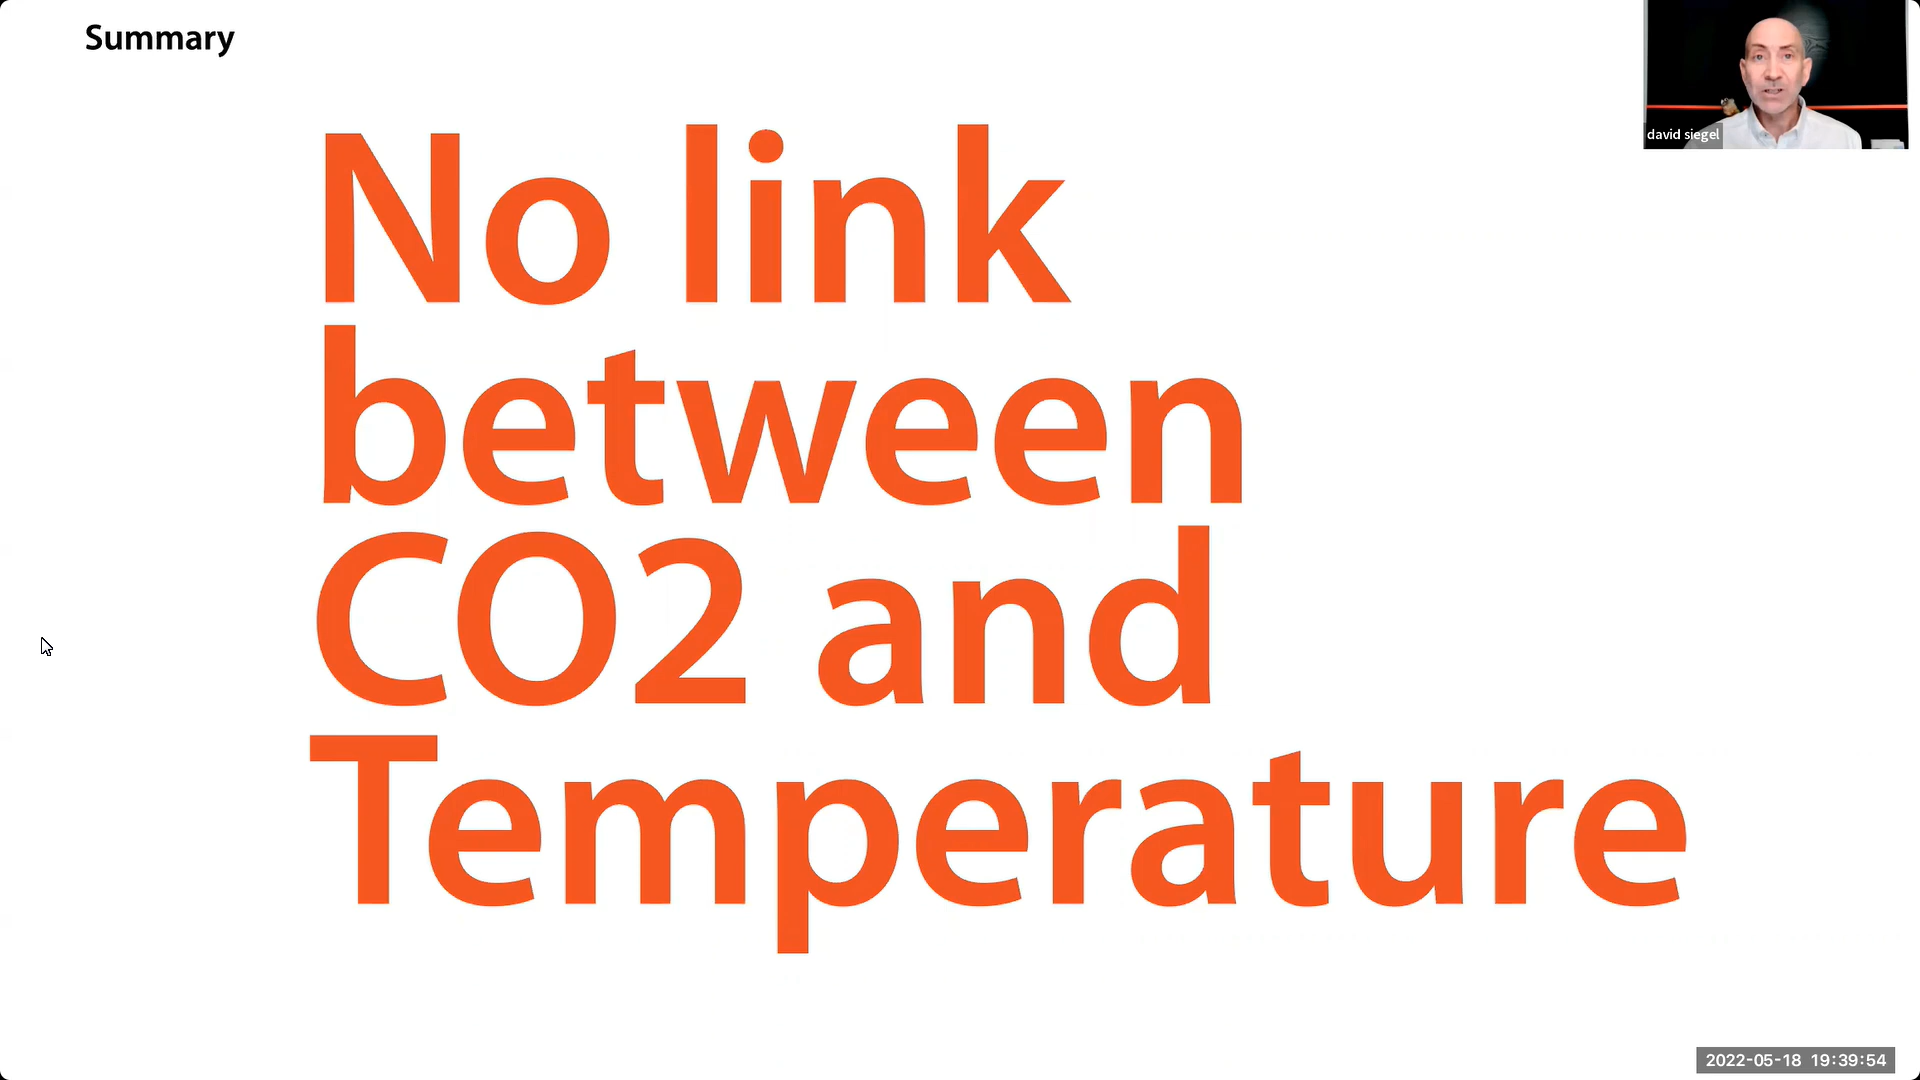 Summary
david siegel
No link
between
CO2 and
Temperature
2022-05-18 19:39:54